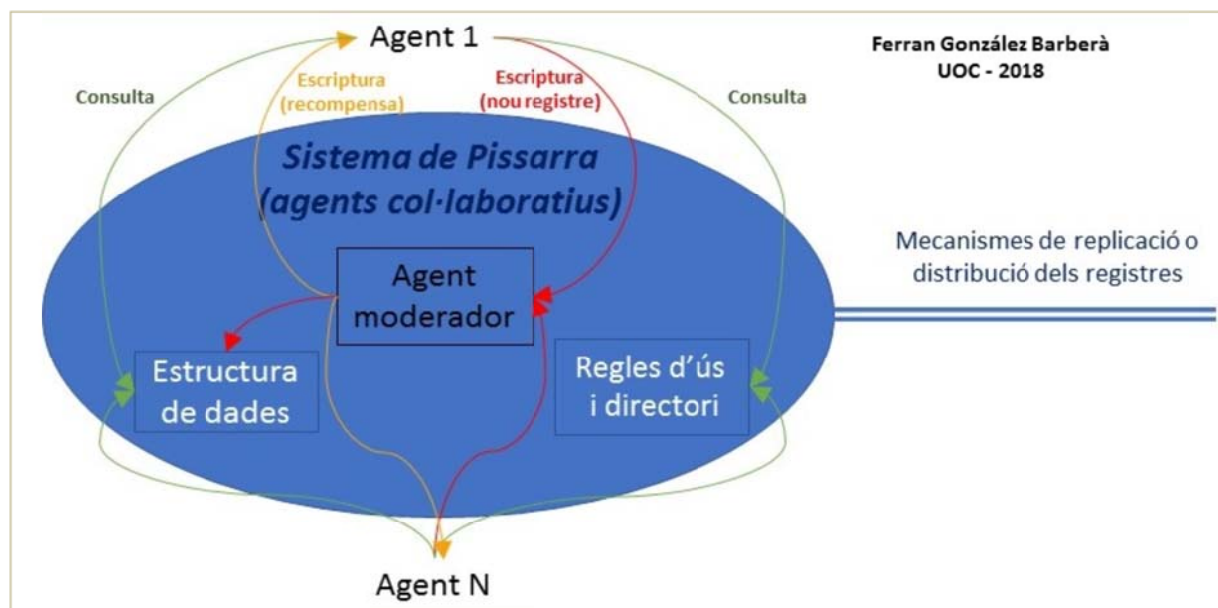 Agent 1
Ferran González Barberà
UOC - 2018
Consulta
Escriptura
(recompensa)
Escriptura
(nou registre)
Consulta
Sistema de Pissarra
(agents col·laboratius)
Agent
moderador
Mecanismes de replicació o
distribució dels registres
Estructura
de dades
Regles d'ús
i directori
Agent N